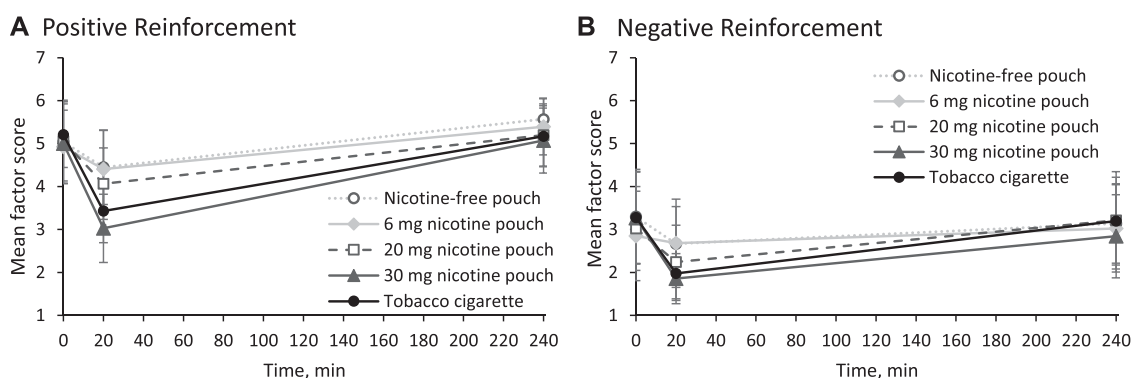 A Positive Reinforcement
7
6
5
4
3
2
1
Mean factor score
Nicotine-free pouch
6 mg nicotine pouch
20 mg nicotine pouch
30 mg nicotine pouch
Tobacco cigarette
0 20 40 60 80 100 120 140 160 180 200 220 240
Time, min
B Negative Reinforcement
7
6
5
4
3
2
1
Mean factor score
Nicotine-free pouch
6 mg nicotine pouch
20 mg nicotine pouch
30 mg nicotine pouch
Tobacco cigarette
0 20 40 60 80 100 120 140 160 180 200 220 240
Time, min